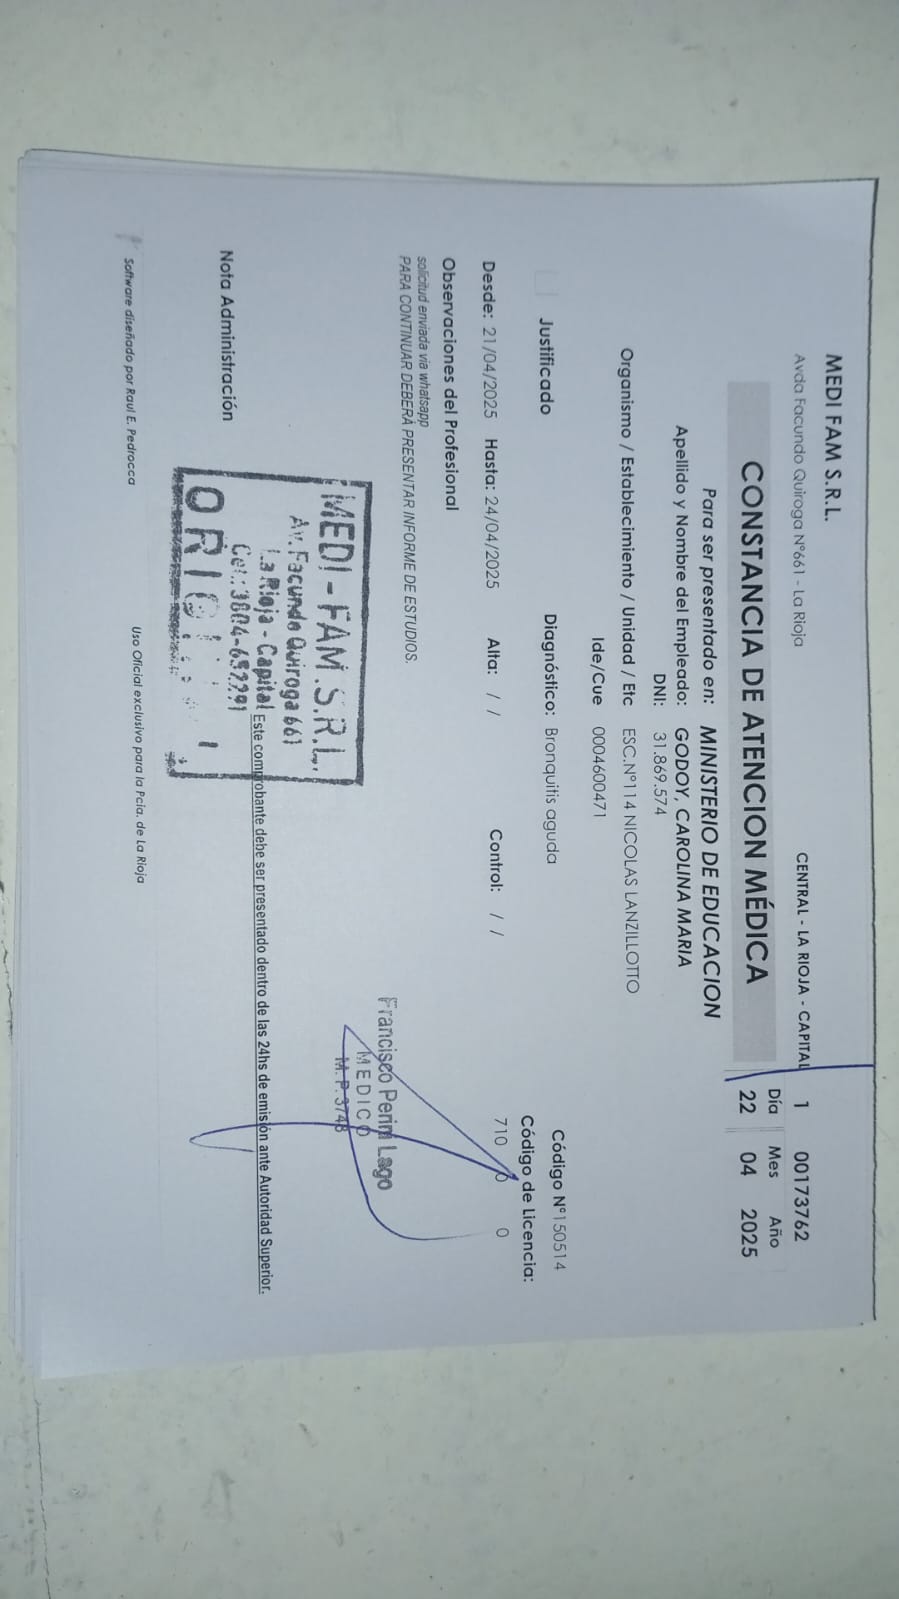 MEDI FAM S.R.L.
Avda Facundo Quiroga N°661 - La Rioja
CENTRAL - LA RIOJA - CAPITAL 1 00173762
CONSTANCIA DE ATENCION MÉDICA
Día Mes Año
22 04 2025
Para ser presentado en: MINISTERIO DE EDUCACION
Apellido y Nombre del Empleado: GODOY, CAROLINA MARIA
DNI: 31.869.574
Organismo / Establecimiento / Unidad / Etc ESC.N°114 NICOLAS LANZILLOTTO
Ide/Cue 0004600471
Código N°150514
Justificado Diagnóstico: Bronquitis aguda
Código de Licencia:
710 0 0
Desde: 21/04/2025 Hasta: 24/04/2025 Alta: / / Control: / /
Observaciones del Profesional
solicitud enviada via whatsapp
PARA CONTINUAR DEBERÁ PRESENTAR INFORME DE ESTUDIOS.
Francisco Perini Lago
MEDICO
M. P. 3748
MEDI - FAM. S.R.L.
Av. Facundo Quiroga 661
La Rioja - Capital
Cel.: 3804-697791
Nota Administración
Este comprobante debe ser presentado dentro de las 24hs de emisión ante Autoridad Superior.
Software diseñado por Raul E. Pedrocca
Uso Oficial exclusivo para la Pcia. de La Rioja